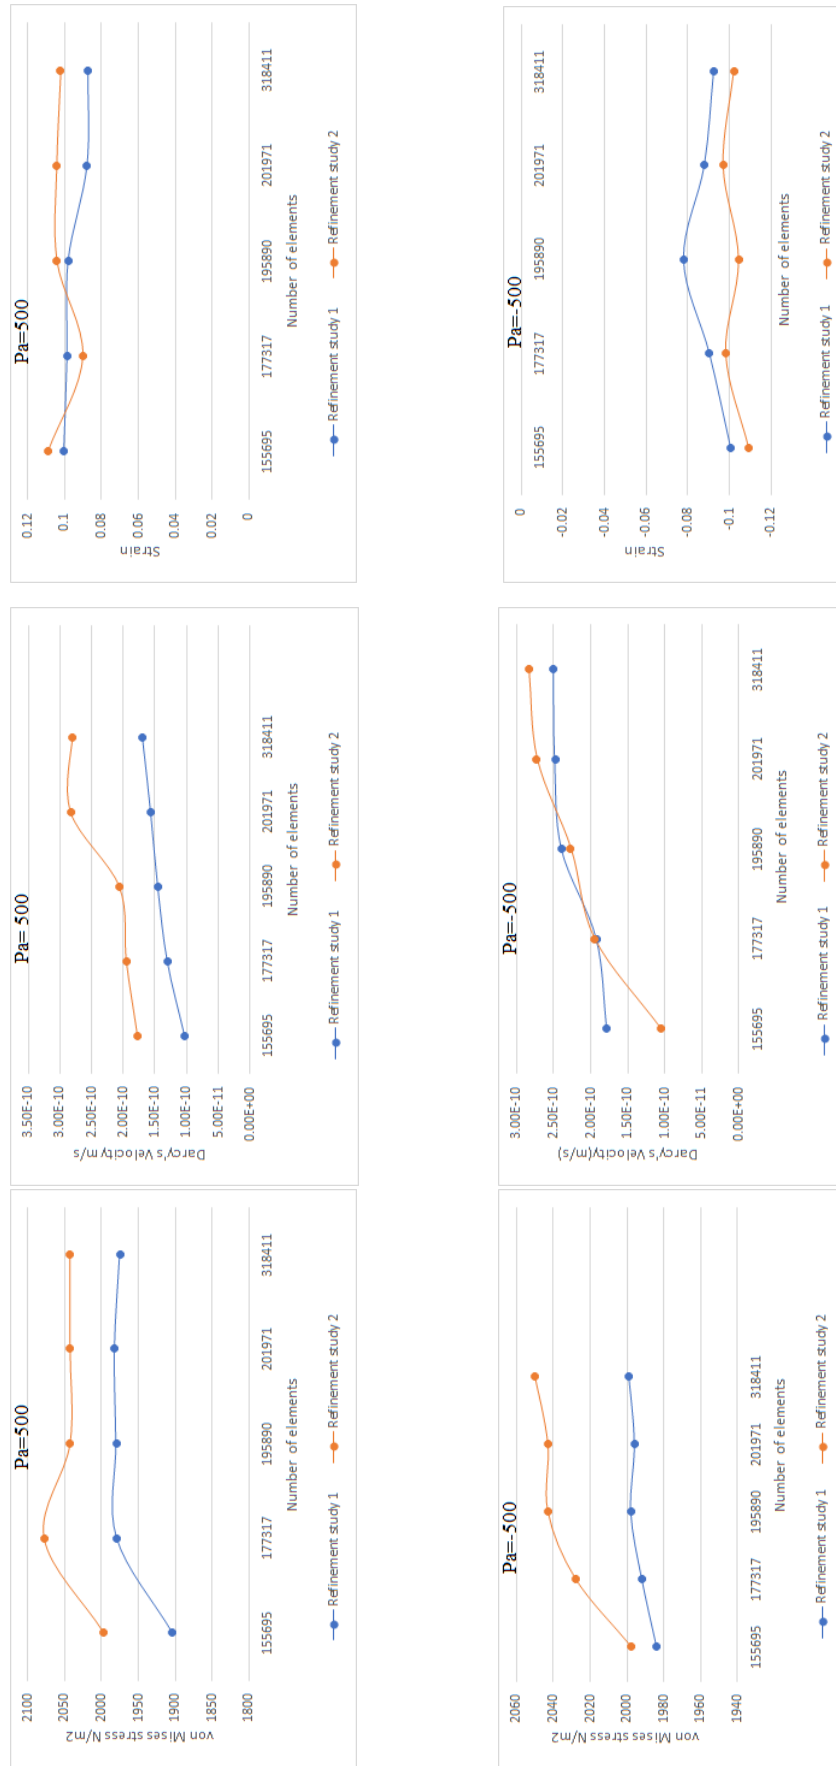 Pa=500
von Mises stress N/m2
2100
2050
2000
1950
1900
1850
1800
155695 177317 195890 201971 318411
Number of elements
Refinement study 1 Refinement study 2
Pa= 500
Darcy's Velocity m/s
3.50E-10
3.00E-10
2.50E-10
2.00E-10
1.50E-10
1.00E-10
5.00E-11
0.00E+00
155695 177317 195890 201971 318411
Number of elements
Refinement study 1 Refinement study 2
Pa=500
Strain
0.12
0.1
0.08
0.06
0.04
0.02
0
155695 177317 195890 201971 318411
Number of elements
Refinement study 1 Refinement study 2
Pa=-500
von Mises stress N/m2
2060
2040
2020
2000
1980
1960
1940
155695 177317 195890 201971 318411
Number of elements
Refinement study 1 Refinement study 2
Pa=-500
Darcy's Velocity(m/s)
3.00E-10
2.50E-10
2.00E-10
1.50E-10
1.00E-10
5.00E-11
0.00E+00
155695 177317 195890 201971 318411
Number of elements
Refinement study 1 Refinement study 2
Pa=-500
Strain
0
-0.02
-0.04
-0.06
-0.08
-0.1
-0.12
155695 177317 195890 201971 318411
Number of elements
Refinement study 1 Refinement study 2